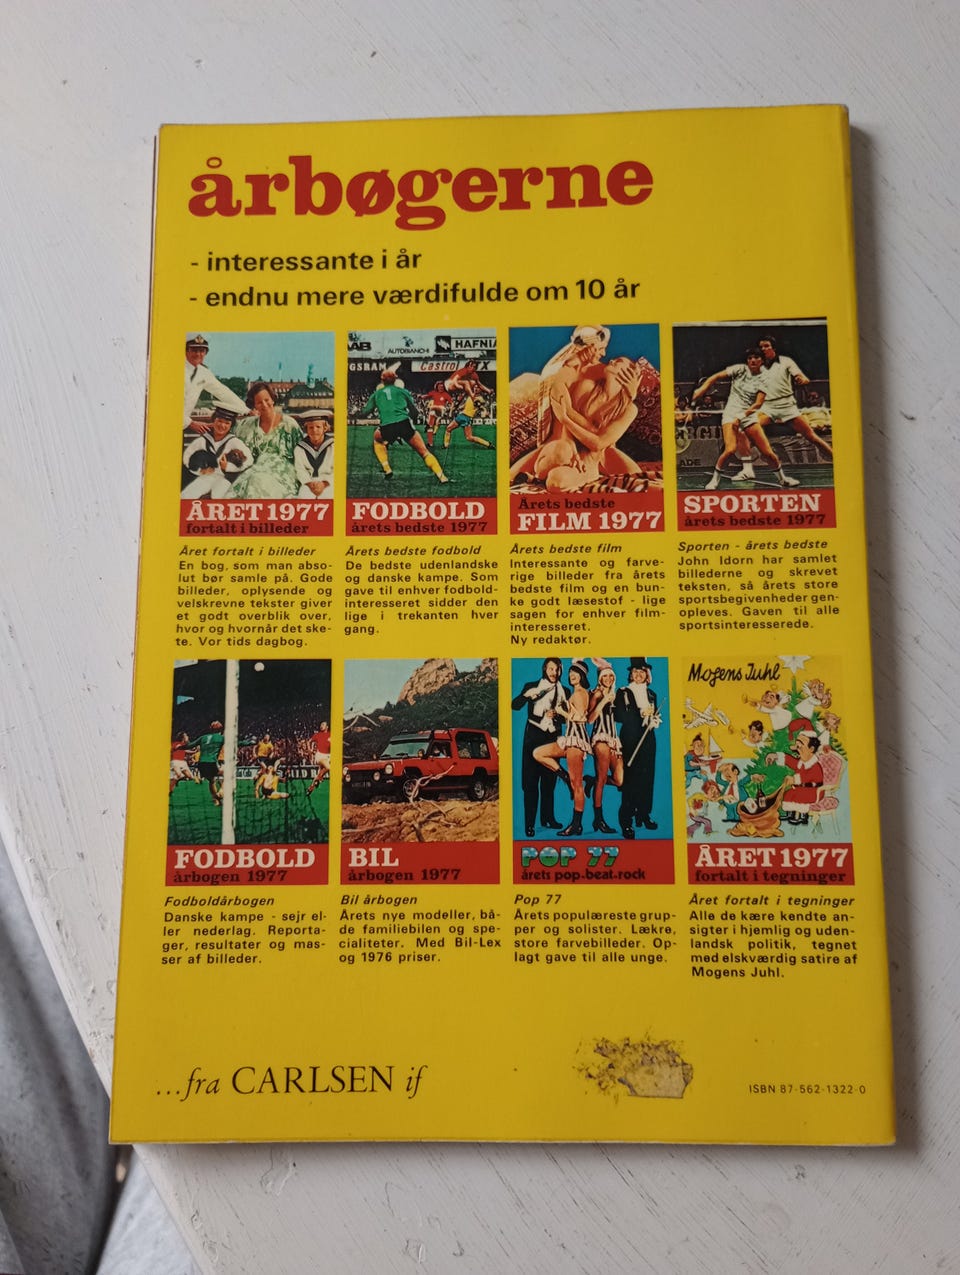 årbøgerne
- interessante i år
- endnu mere værdifulde om 10 år
ÅRET 1977
fortalt i billeder
AUTOBIANCHI
HAFNIA
GSRAM
Castrol GTX
FODBOLD
årets bedste 1977
Årets bedste
FILM 1977
SPORTEN
årets bedste 1977
Året fortalt i billeder
En bog, som man abso-
lut bør samle på. Gode
billeder, oplysende og
velskrevne tekster giver
et godt overblik over,
hvor og hvornår det ske-
te. Vor tids dagbog.
Årets bedste fodbold
De bedste udenlandske
og danske kampe. Som
gave til enhver fodbold-
interesseret sidder den
lige i trekanten hver
gang.
Årets bedste film
Interessante og farve-
rige billeder fra årets
bedste film og en bun-
ke godt læsestof - lige
sagen for enhver film-
interesseret.
Ny redaktør.
Sporten - årets bedste
John Idorn har samlet
billederne og skrevet
teksten, så årets store
sportsbegivenheder gen-
opleves. Gaven til alle
sportsinteresserede.
FODBOLD
årbogen 1977
BIL
årbogen 1977
POP 77
årets pop-beat-rock
Mogens Juhl
ÅRET 1977
fortalt i tegninger
Fodboldårbogen
Danske kampe - sejr el-
ler nederlag. Reporta-
ger, resultater og mas-
ser af billeder.
Bil årbogen
Årets nye modeller, bå-
de familiebilen og spe-
cialiteter. Med Bil-Lex
og 1976 priser.
Pop 77
Årets populæreste grup-
per og solister. Lækre,
store farvebilleder. Op-
lagt gave til alle unge.
Året fortalt i tegninger
Alle de kære kendte an-
sigter i hjemlig og uden-
landsk politik, tegnet
med elskværdig satire af
Mogens Juhl.
...fra CARLSEN if
ISBN 87-562-1322-0